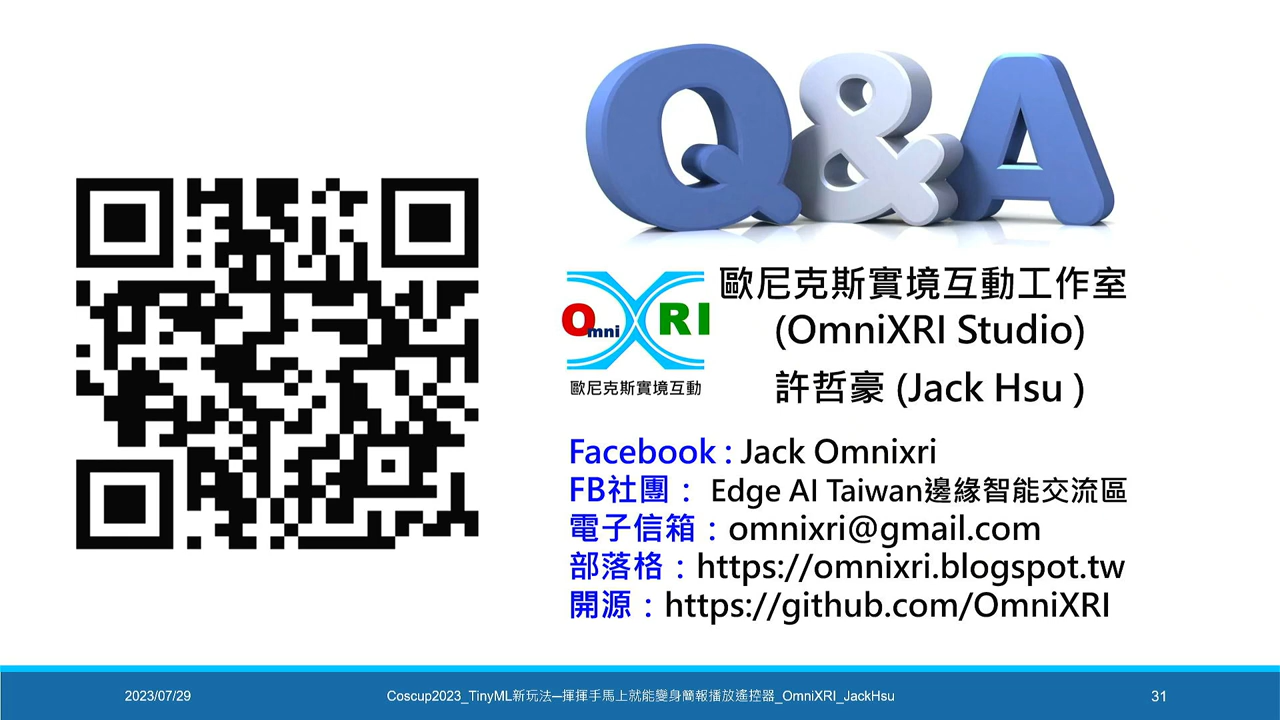 Q&A
歐尼克斯實境互動工作室
(OmniXRI Studio)
許哲豪 (Jack Hsu )
Omni XRI
歐尼克斯實境互動
Facebook : Jack Omnixri
FB社團： Edge AI Taiwan邊緣智能交流區
電子信箱：omnixri@gmail.com
部落格：https://omnixri.blogspot.tw
開源：https://github.com/OmniXRI
2023/07/29
Coscup2023_TinyML新玩法─揮揮手馬上就能變身簡報播放遙控器_OmniXRI_JackHsu
31